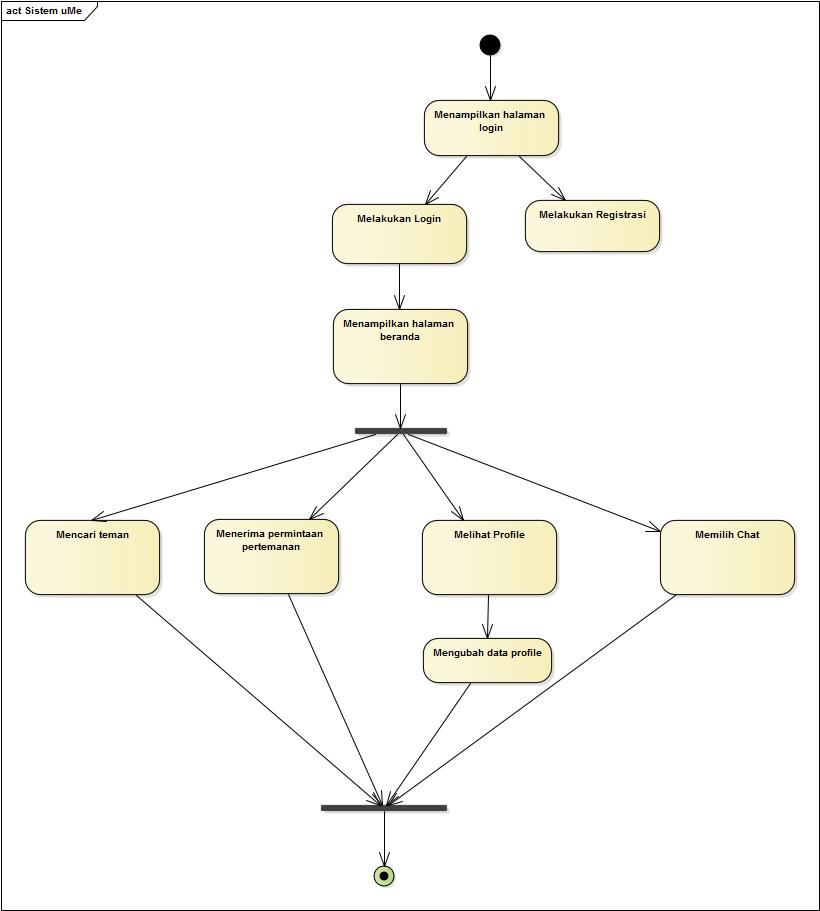 act Sistem uMe
Menampilkan halaman
login
Melakukan Login
Melakukan Registrasi
Menampilkan halaman
beranda
Mencari teman
Menerima permintaan
pertemanan
Melihat Profile
Memilih Chat
Mengubah data profile